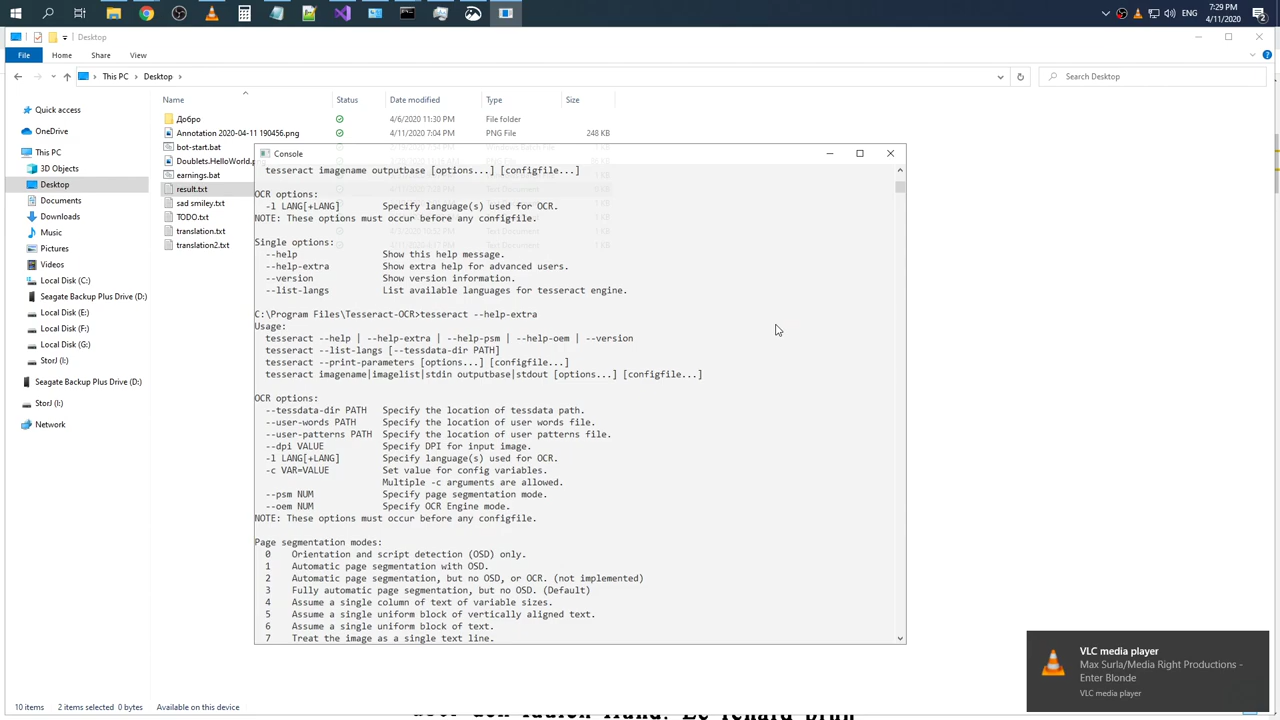 7:29 PM
ENG
4/11/2020
2
Desktop
File
Home
Share
View
This PC
Desktop
Search Desktop
Quick access
OneDrive
This PC
3D Objects
Desktop
Documents
Downloads
Music
Pictures
Videos
Local Disk (C:)
Seagate Backup Plus Drive (D:)
Local Disk (E:)
Local Disk (F:)
Local Disk (G:)
StorJ (I:)
Seagate Backup Plus Drive (D:)
StorJ (I:)
Network
Name Status Date modified Type Size
Добро 4/6/2020 11:30 PM File folder
Annotation 2020-04-11 190456.png 4/11/2020 7:04 PM PNG File 248 KB
bot-start.bat Windows Batch File
Doublets.HelloWorld.p
earnings.bat
result.txt
sad smiley.txt
TODO.txt
translation.txt
translation2.txt
Console
tesseract imagename outputbase [options...] [configfile...]
OCR options:
-l LANG[+LANG] Specify language(s) used for OCR.
NOTE: These options must occur before any configfile.
Single options:
--help Show this help message.
--help-extra Show extra help for advanced users.
--version Show version information.
--list-langs List available languages for tesseract engine.
C:\Program Files\Tesseract-OCR>tesseract --help-extra
Usage:
tesseract --help | --help-extra | --help-psm | --help-oem | --version
tesseract --list-langs [--tessdata-dir PATH]
tesseract --print-parameters [options...] [configfile...]
tesseract imagename|imagelist|stdin outputbase|stdout [options...] [configfile...]
OCR options:
--tessdata-dir PATH Specify the location of tessdata path.
--user-words PATH Specify the location of user words file.
--user-patterns PATH Specify the location of user patterns file.
--dpi VALUE Specify DPI for input image.
-l LANG[+LANG] Specify language(s) used for OCR.
-c VAR=VALUE Set value for config variables.
Multiple -c arguments are allowed.
--psm NUM Specify page segmentation mode.
--oem NUM Specify OCR Engine mode.
NOTE: These options must occur before any configfile.
Page segmentation modes:
0 Orientation and script detection (OSD) only.
1 Automatic page segmentation with OSD.
2 Automatic page segmentation, but no OSD, or OCR. (not implemented)
3 Fully automatic page segmentation, but no OSD. (Default)
4 Assume a single column of text of variable sizes.
5 Assume a single uniform block of vertically aligned text.
6 Assume a single uniform block of text.
7 Treat the image as a single text line.
VLC media player
Max Surla/Media Right Productions -
Enter Blonde
VLC media player
10 items 2 items selected 0 bytes Available on this device